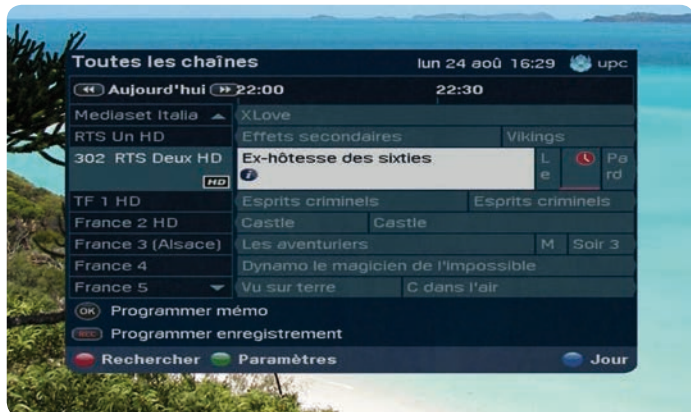 Toutes les chaînes lun 24 aoû 16:29 upc
Aujourd'hui 22:00 22:30
Mediaset Italia XLove
RTS Un HD Effets secondaires Vikings
302 RTS Deux HD Ex-hôtesse des sixties L Pa
HD i e rd
TF 1 HD Esprits criminels Esprits criminels
France 2 HD Castle Castle
France 3 (Alsace) Les aventuriers M Soir 3
France 4 Dynamo le magicien de l'impossible
France 5 Vu sur terre C dans l'air
OK Programmer mémo
REC Programmer enregistrement
Rechercher Paramètres Jour